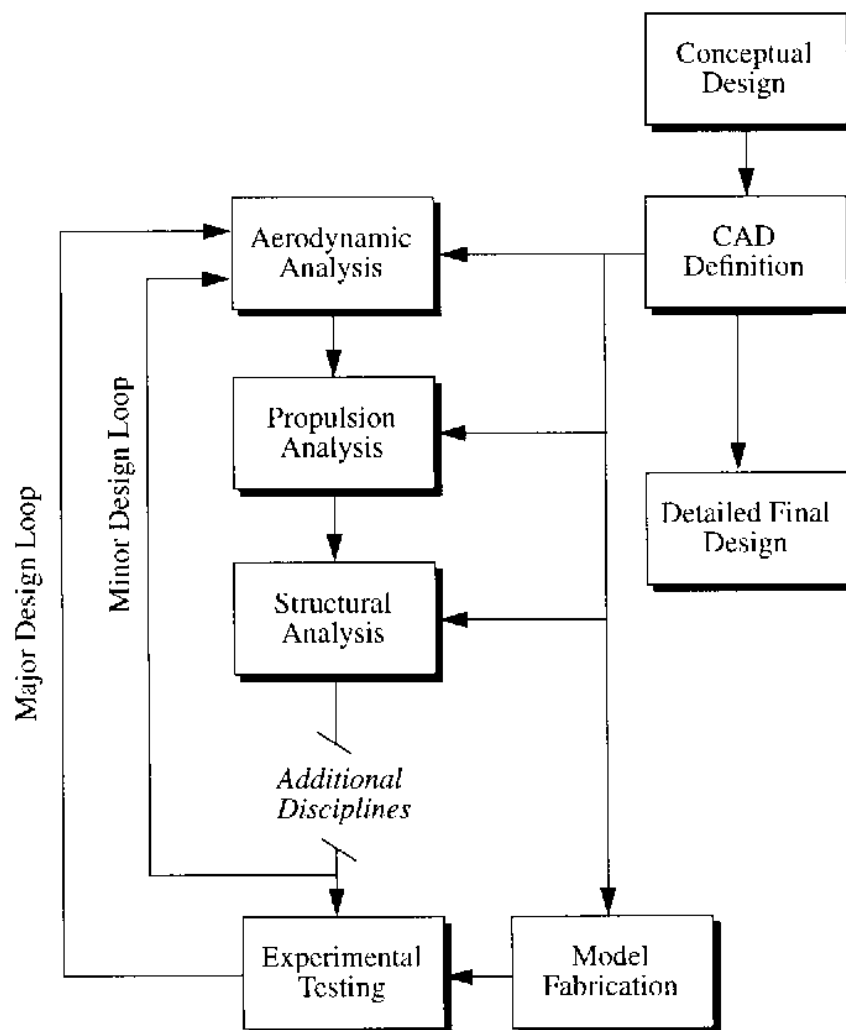 Conceptual
Design
CAD
Definition
Aerodynamic
Analysis
Propulsion
Analysis
Detailed Final
Design
Structural
Analysis
Major Design Loop
Minor Design Loop
Additional
Disciplines
Experimental
Testing
Model
Fabrication